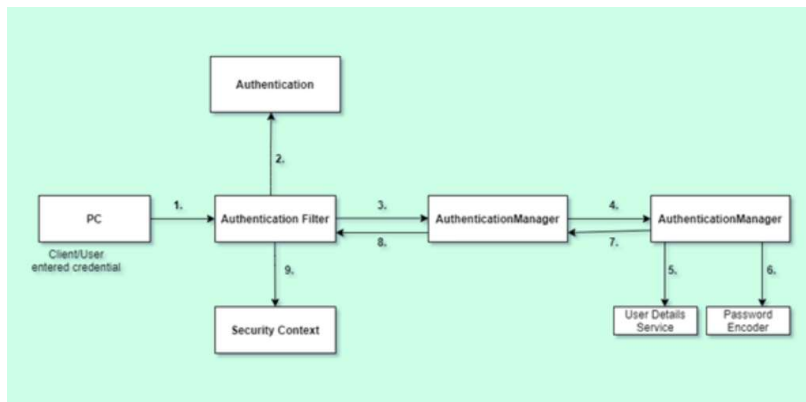 Authentication
2.
1.
3.
4.
PC
Authentication Filter
AuthenticationManager
AuthenticationManager
8.
7.
Client/User
entered credential
9.
5.
6.
Security Context
User Details
Service
Password
Encoder